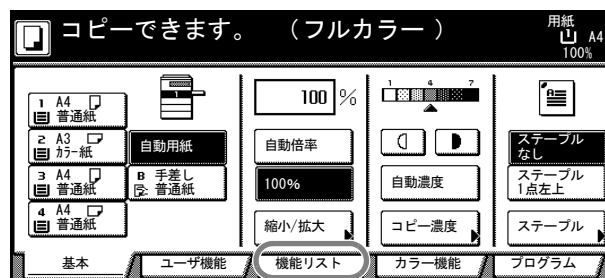 コピーできます。 （フルカラー ）
用紙
1 A4
100%
1 A4
普通紙
2 A3
カラー紙
3 A4
普通紙
4 A4
普通紙
1
自動用紙
B 手差し
普通紙
100 %
自動倍率
100%
縮小/拡大
1 4 7
自動濃度
コピー濃度
ステープル
なし
ステープル
1点左上
ステープル
基本
ユーザ機能
機能リスト
カラー機能
プログラム